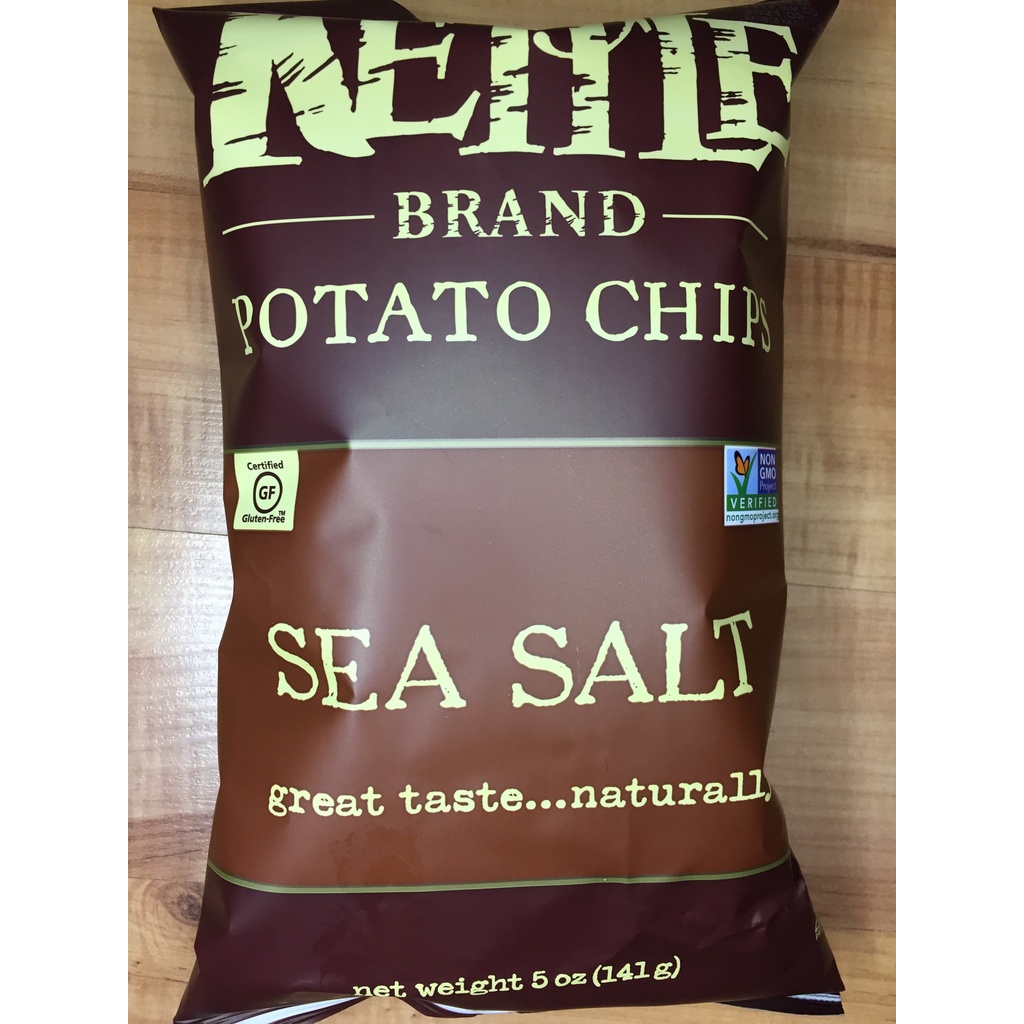 KETTLE
BRAND
POTATO CHIPS
Certified
GF
Gluten-Free™
NON
GMO
Project
VERIFIED
nongmoproject.org
SEA SALT
great taste...naturally
net weight 5 oz (141g)